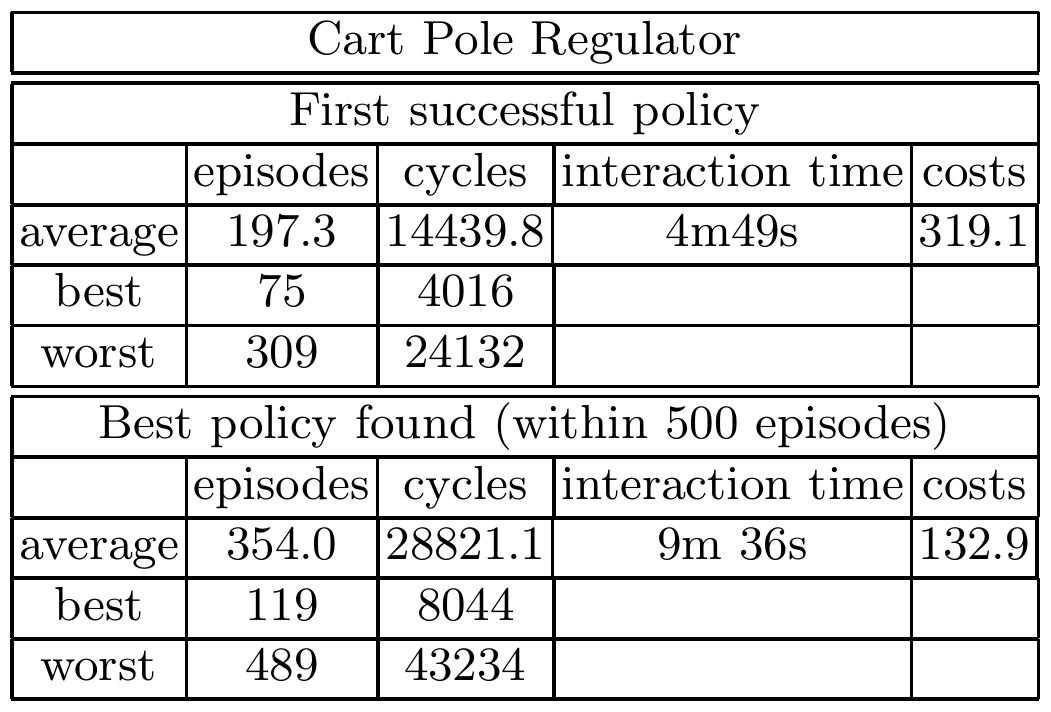 Cart Pole Regulator
First successful policy
episodes cycles interaction time costs
average 197.3 14439.8 4m49s 319.1
best 75 4016
worst 309 24132
Best policy found (within 500 episodes)
episodes cycles interaction time costs
average 354.0 28821.1 9m 36s 132.9
best 119 8044
worst 489 43234